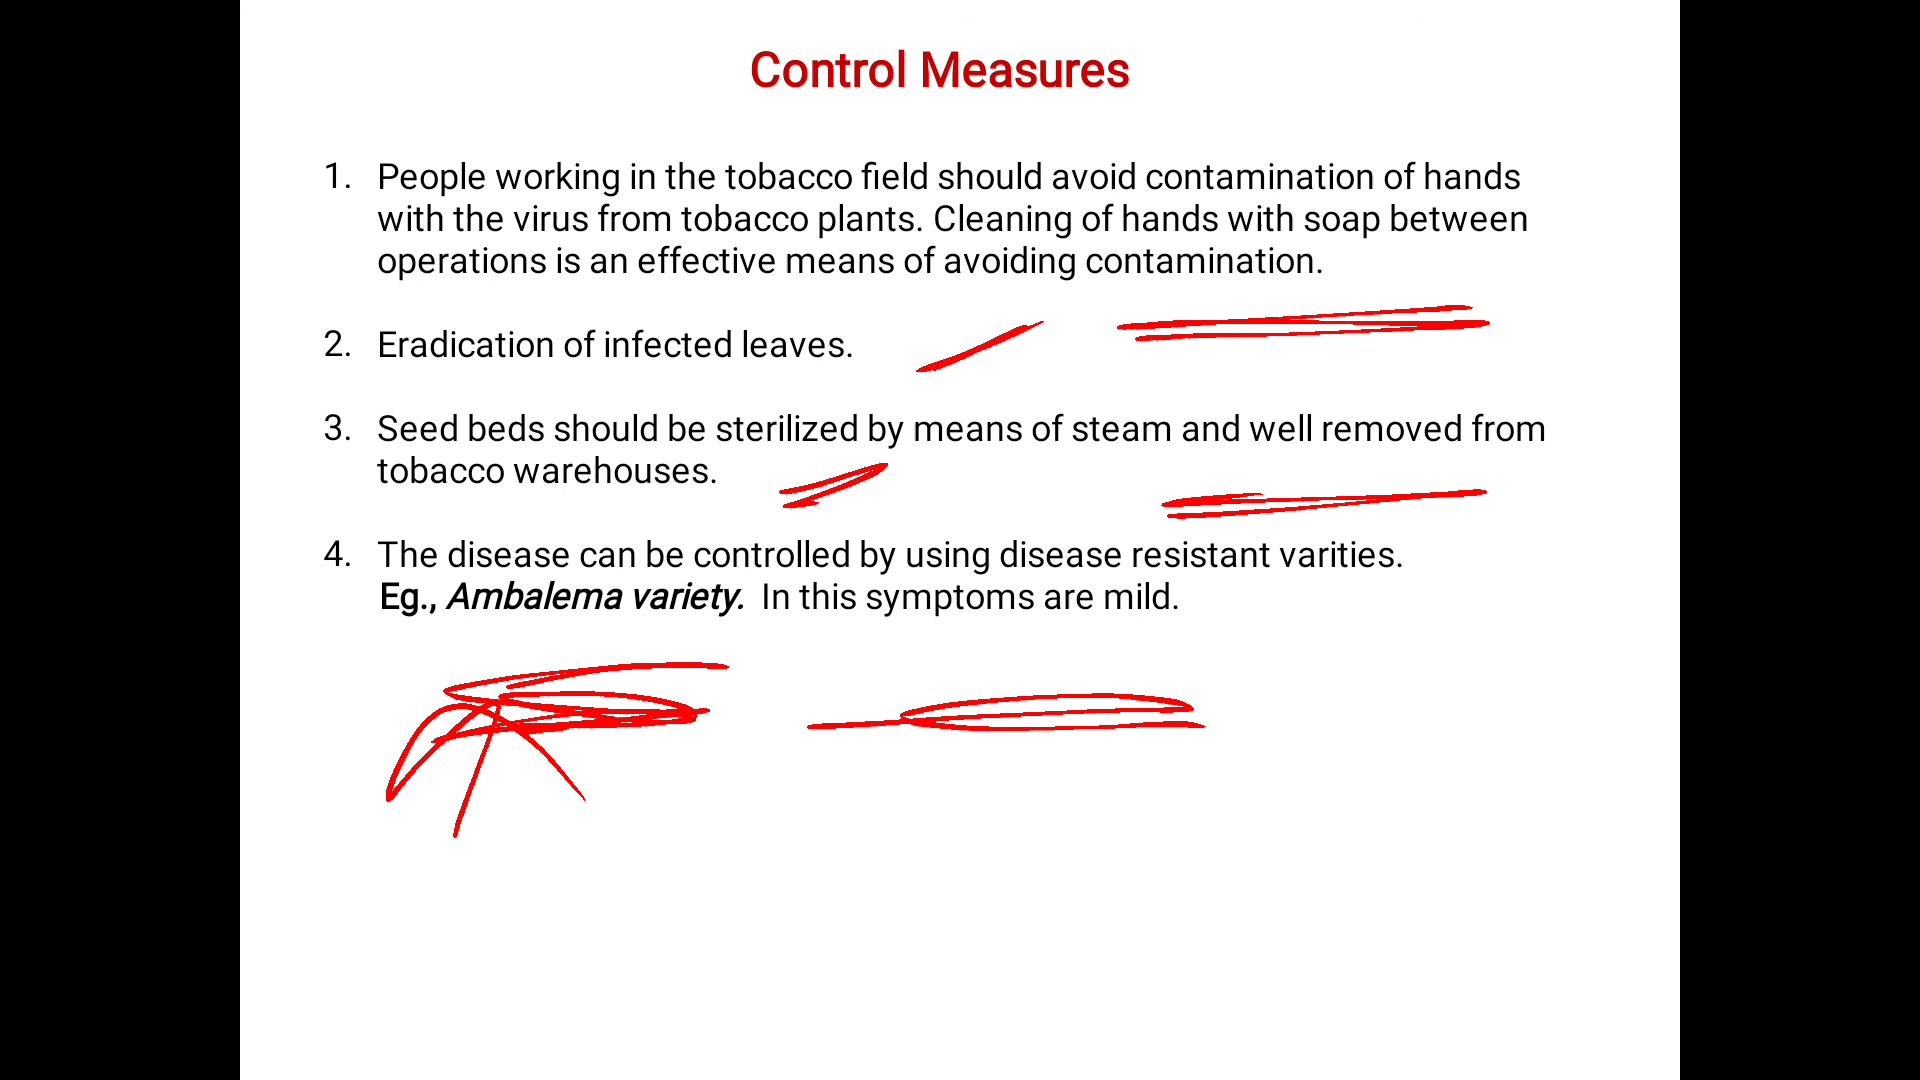 Control Measures
1. People working in the tobacco field should avoid contamination of hands
with the virus from tobacco plants. Cleaning of hands with soap between
operations is an effective means of avoiding contamination.
2. Eradication of infected leaves.
3. Seed beds should be sterilized by means of steam and well removed from
tobacco warehouses.
4. The disease can be controlled by using disease resistant varities.
Eg., Ambalema variety. In this symptoms are mild.